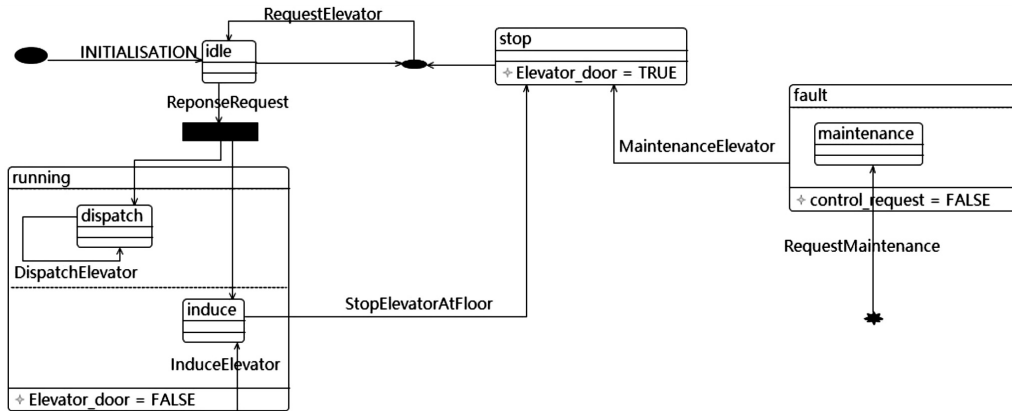 RequestElevator
INITIALISATION
idle
stop
Elevator_door = TRUE
ReponseRequest
fault
maintenance
MaintenanceElevator
control_request = FALSE
running
dispatch
RequestMaintenance
DispatchElevator
induce
StopElevatorAtFloor
InduceElevator
Elevator_door = FALSE